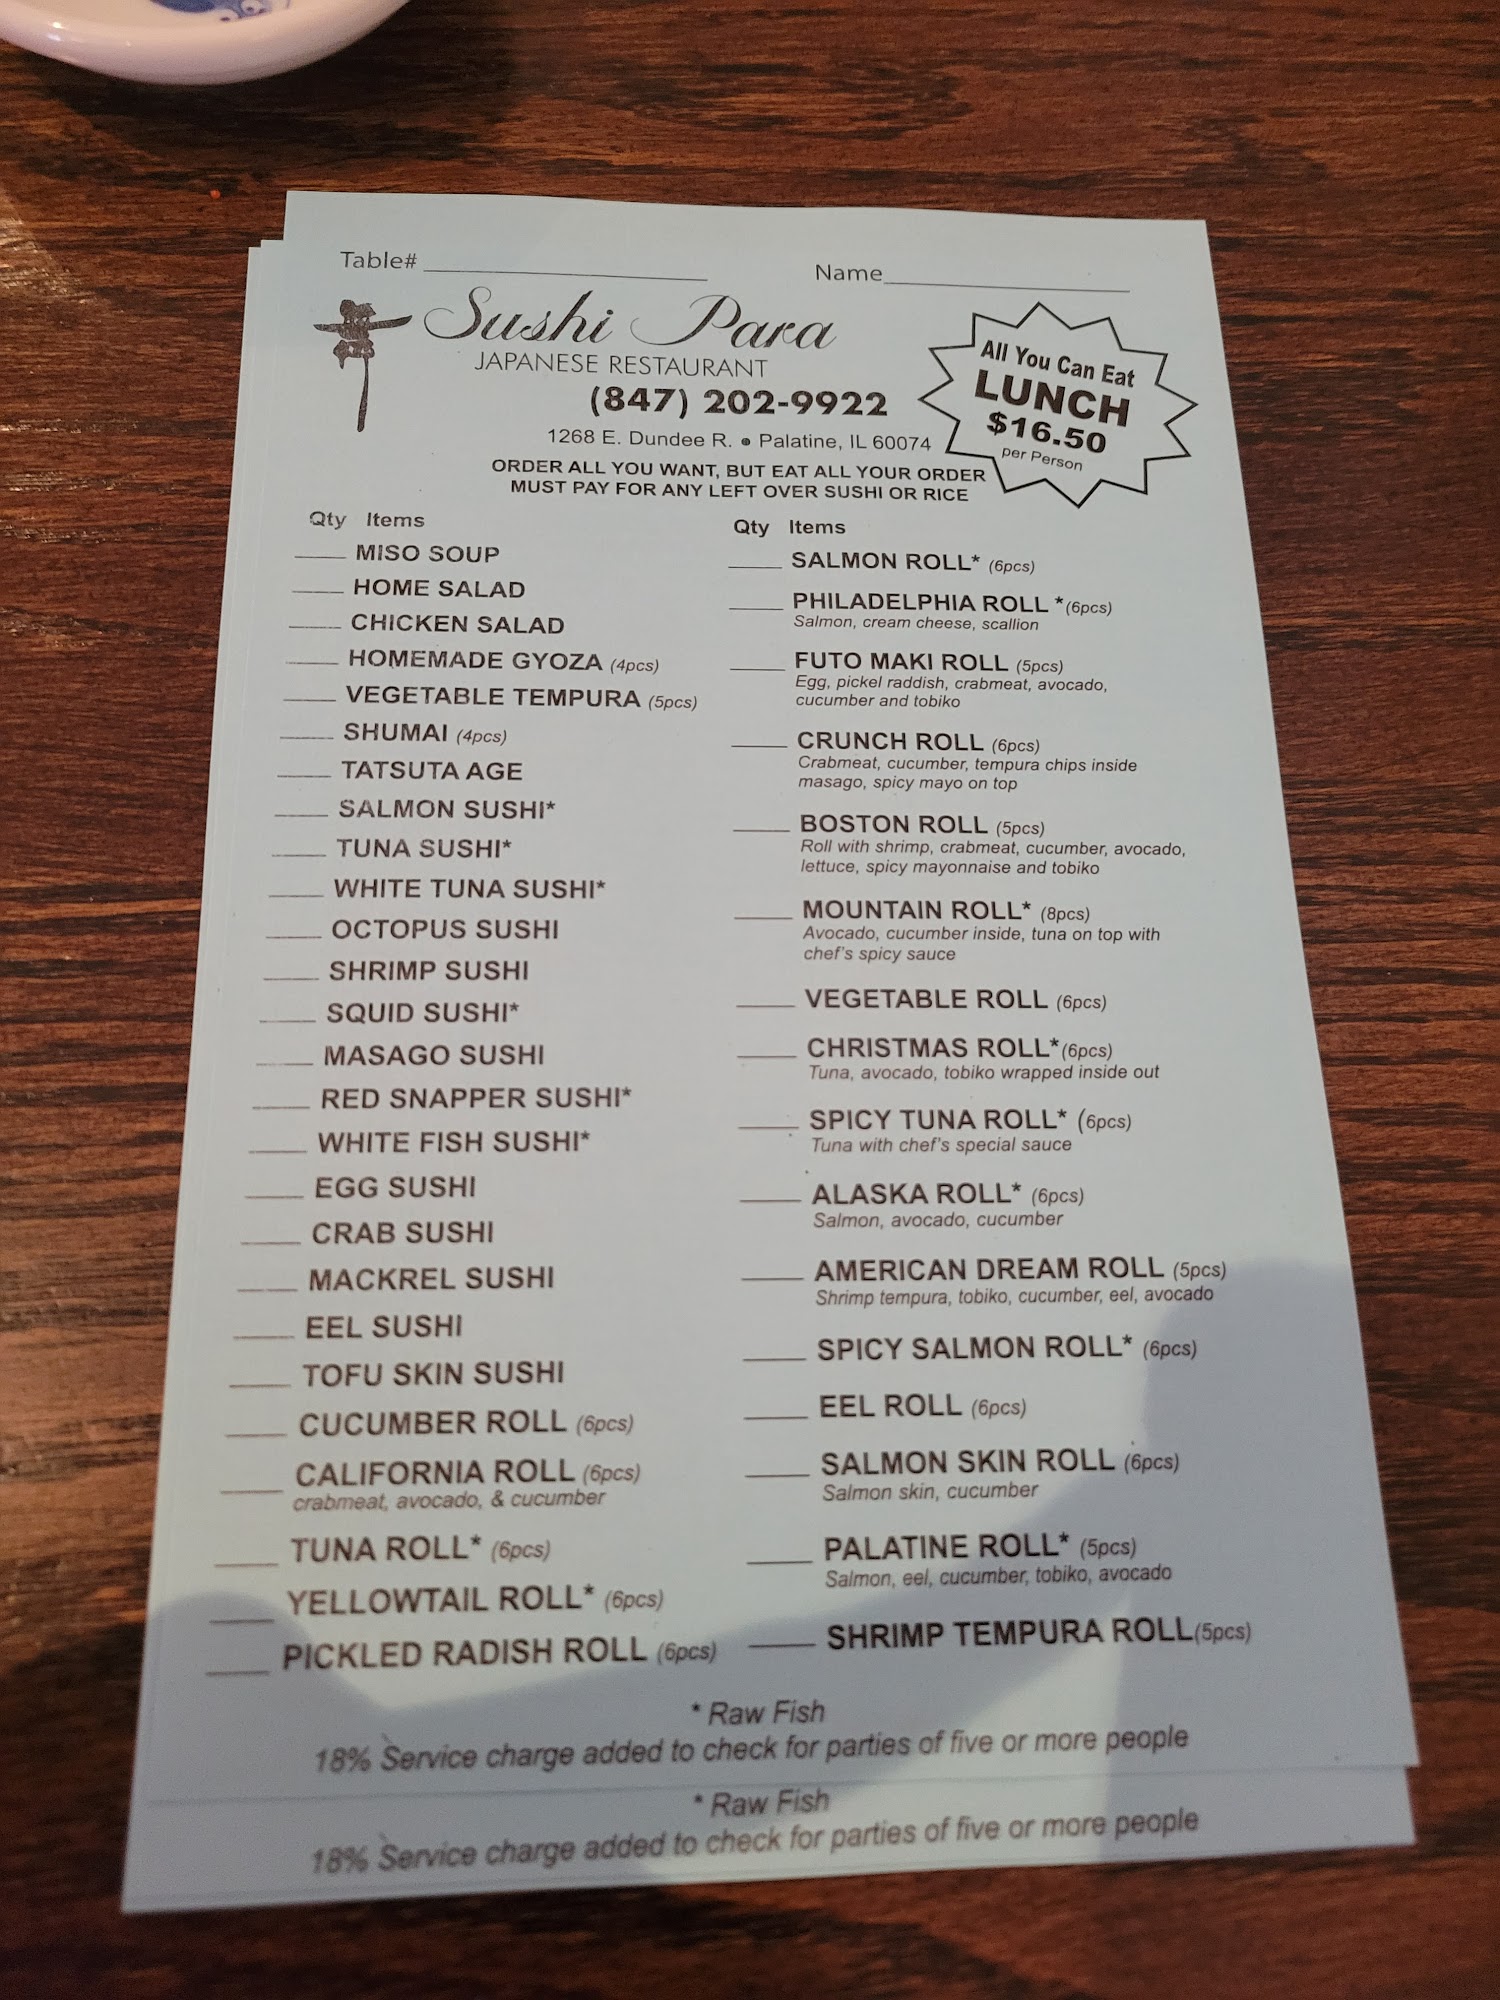 Table#
Name
Sushi Para
JAPANESE RESTAURANT
(847) 202-9922
1268 E. Dundee R. • Palatine, IL 60074
ORDER ALL YOU WANT, BUT EAT ALL YOUR ORDER
MUST PAY FOR ANY LEFT OVER SUSHI OR RICE
All You Can Eat
LUNCH
$16.50
per Person
Qty Items
MISO SOUP
HOME SALAD
CHICKEN SALAD
HOMEMADE GYOZA (4pcs)
VEGETABLE TEMPURA (5pcs)
SHUMAI (4pcs)
TATSUTA AGE
SALMON SUSHI*
TUNA SUSHI*
WHITE TUNA SUSHI*
OCTOPUS SUSHI
SHRIMP SUSHI
SQUID SUSHI*
MASAGO SUSHI
RED SNAPPER SUSHI*
WHITE FISH SUSHI*
EGG SUSHI
CRAB SUSHI
MACKREL SUSHI
EEL SUSHI
TOFU SKIN SUSHI
CUCUMBER ROLL (6pcs)
CALIFORNIA ROLL (6pcs)
crabmeat, avocado, & cucumber
TUNA ROLL* (6pcs)
YELLOWTAIL ROLL* (6pcs)
PICKLED RADISH ROLL (6pcs)
Qty Items
SALMON ROLL* (6pcs)
PHILADELPHIA ROLL *(6pcs)
Salmon, cream cheese, scallion
FUTO MAKI ROLL (5pcs)
Egg, pickel raddish, crabmeat, avocado,
cucumber and tobiko
CRUNCH ROLL (6pcs)
Crabmeat, cucumber, tempura chips inside
masago, spicy mayo on top
BOSTON ROLL (5pcs)
Roll with shrimp, crabmeat, cucumber, avocado,
lettuce, spicy mayonnaise and tobiko
MOUNTAIN ROLL* (8pcs)
Avocado, cucumber inside, tuna on top with
chef's spicy sauce
VEGETABLE ROLL (6pcs)
CHRISTMAS ROLL*(6pcs)
Tuna, avocado, tobiko wrapped inside out
SPICY TUNA ROLL* (6pcs)
Tuna with chef's special sauce
ALASKA ROLL* (6pcs)
Salmon, avocado, cucumber
AMERICAN DREAM ROLL (5pcs)
Shrimp tempura, tobiko, cucumber, eel, avocado
SPICY SALMON ROLL* (6pcs)
EEL ROLL (6pcs)
SALMON SKIN ROLL (6pcs)
Salmon skin, cucumber
PALATINE ROLL* (5pcs)
Salmon, eel, cucumber, tobiko, avocado
SHRIMP TEMPURA ROLL(5pcs)
* Raw Fish
18% Service charge added to check for parties of five or more people
* Raw Fish
18% Service charge added to check for parties of five or more people